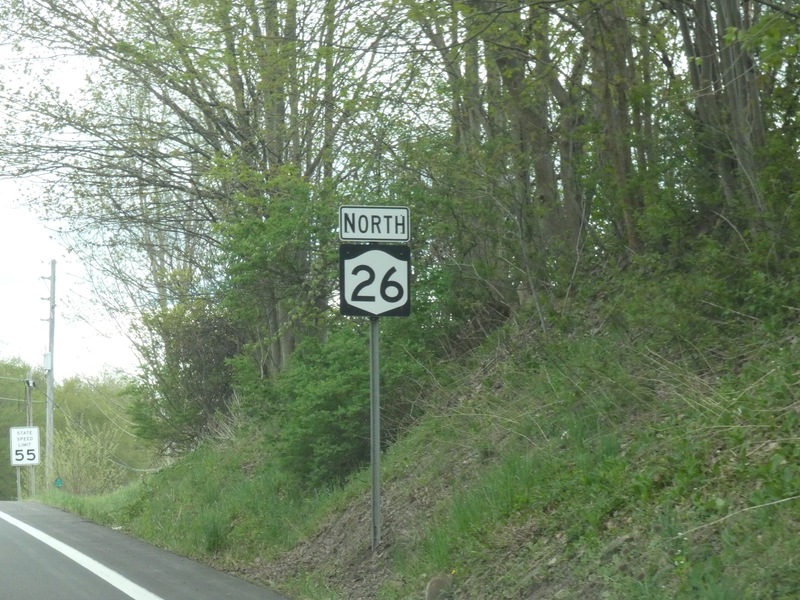 NORTH
26
STATE
SPEED
LIMIT
55